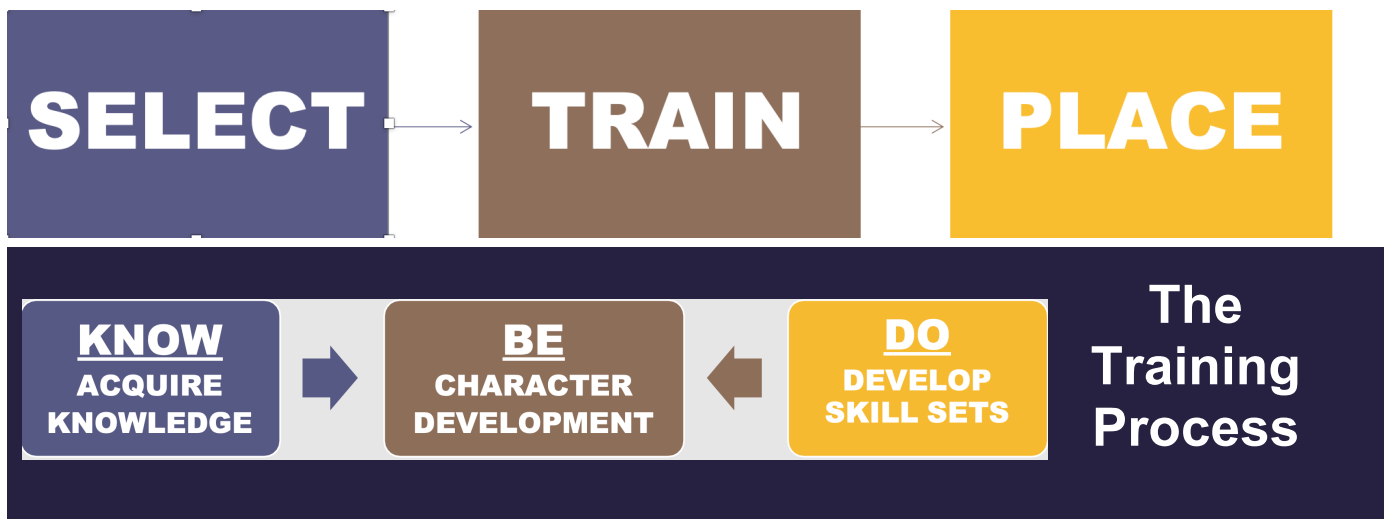 SELECT
TRAIN
PLACE
KNOW
ACQUIRE
KNOWLEDGE
BE
CHARACTER
DEVELOPMENT
DO
DEVELOP
SKILL SETS
The
Training
Process